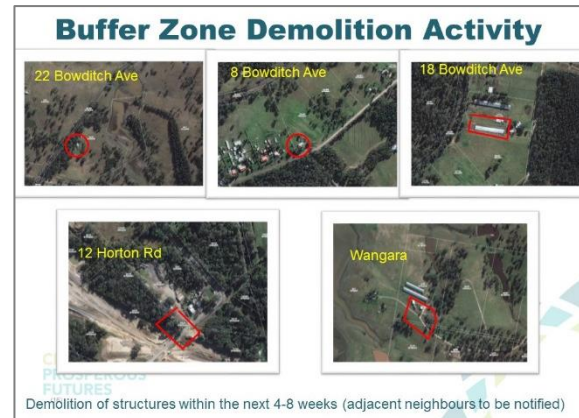 Buffer Zone Demolition Activity
22 Bowditch Ave
8 Bowditch Ave
18 Bowditch Ave
12 Horton Rd
Wangara
PROSPEROUS
FUTURES
Demolition of structures within the next 4-8 weeks (adjacent neighbours to be notified)